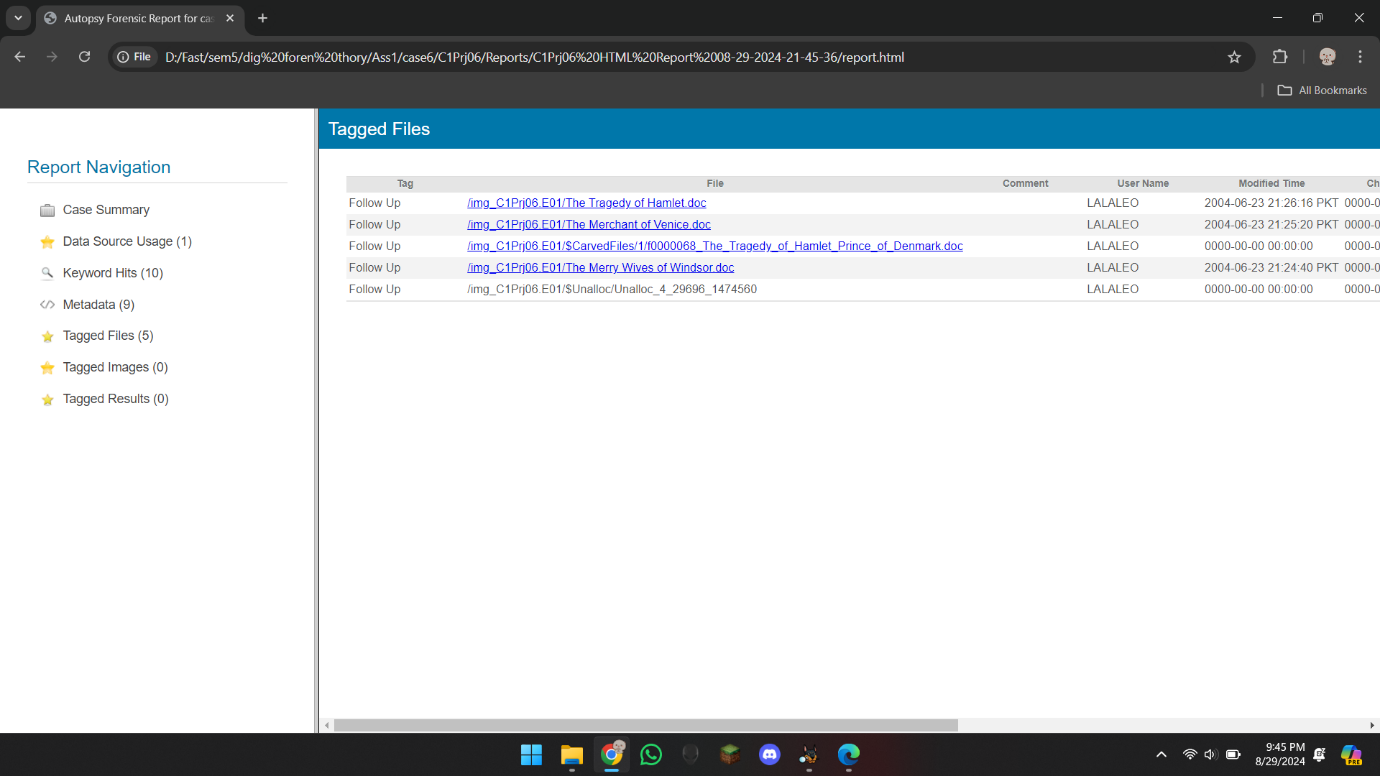 Autopsy Forensic Report for cas
File D:/Fast/sem5/dig%20foren%20thory/Ass1/case6/C1Prj06/Reports/C1Prj06%20HTML%20Report%2008-29-2024-21-45-36/report.html
All Bookmarks
Report Navigation
Case Summary
Data Source Usage (1)
Keyword Hits (10)
Metadata (9)
Tagged Files (5)
Tagged Images (0)
Tagged Results (0)
Tagged Files
Tag File Comment User Name Modified Time Ch
Follow Up /img_C1Prj06.E01/The Tragedy of Hamlet.doc LALALEO 2004-06-23 21:26:16 PKT 0000-0
Follow Up /img_C1Prj06.E01/The Merchant of Venice.doc LALALEO 2004-06-23 21:25:20 PKT 0000-0
Follow Up /img_C1Prj06.E01/$CarvedFiles/1/f0000068_The_Tragedy_of_Hamlet_Prince_of_Denmark.doc LALALEO 0000-00-00 00:00:00 0000-0
Follow Up /img_C1Prj06.E01/The Merry Wives of Windsor.doc LALALEO 2004-06-23 21:24:40 PKT 0000-0
Follow Up /img_C1Prj06.E01/$Unalloc/Unalloc_4_29696_1474560 LALALEO 0000-00-00 00:00:00 0000-0
9:45 PM
8/29/2024
PRE